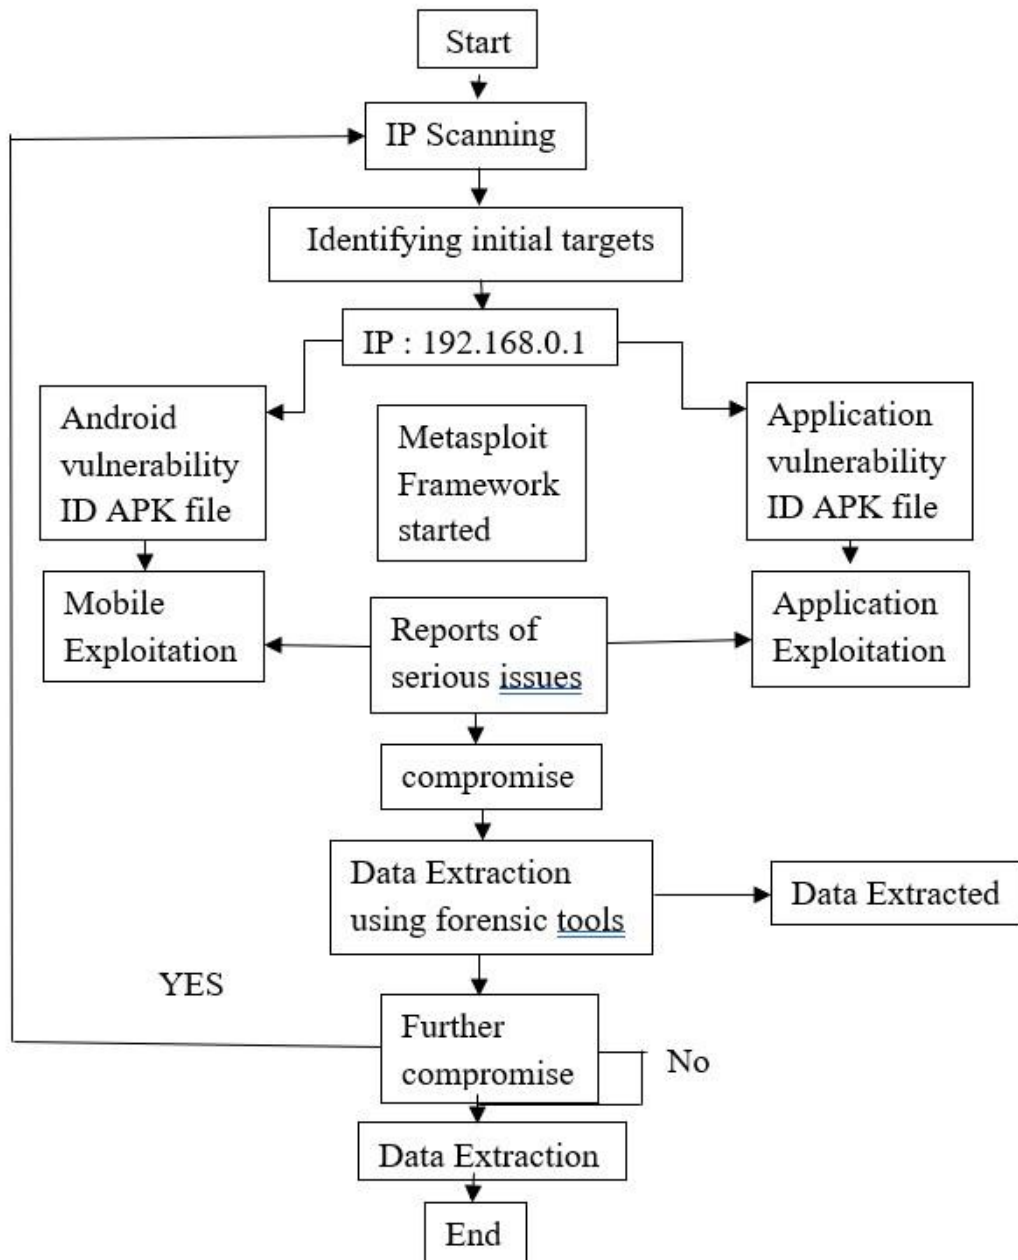 Start
IP Scanning
Identifying initial targets
IP : 192.168.0.1
Android
vulnerability
ID APK file
Metasploit
Framework
started
Application
vulnerability
ID APK file
Mobile
Exploitation
Reports of
serious issues
Application
Exploitation
compromise
Data Extraction
using forensic tools
Data Extracted
YES
Further
compromise
No
Data Extraction
End